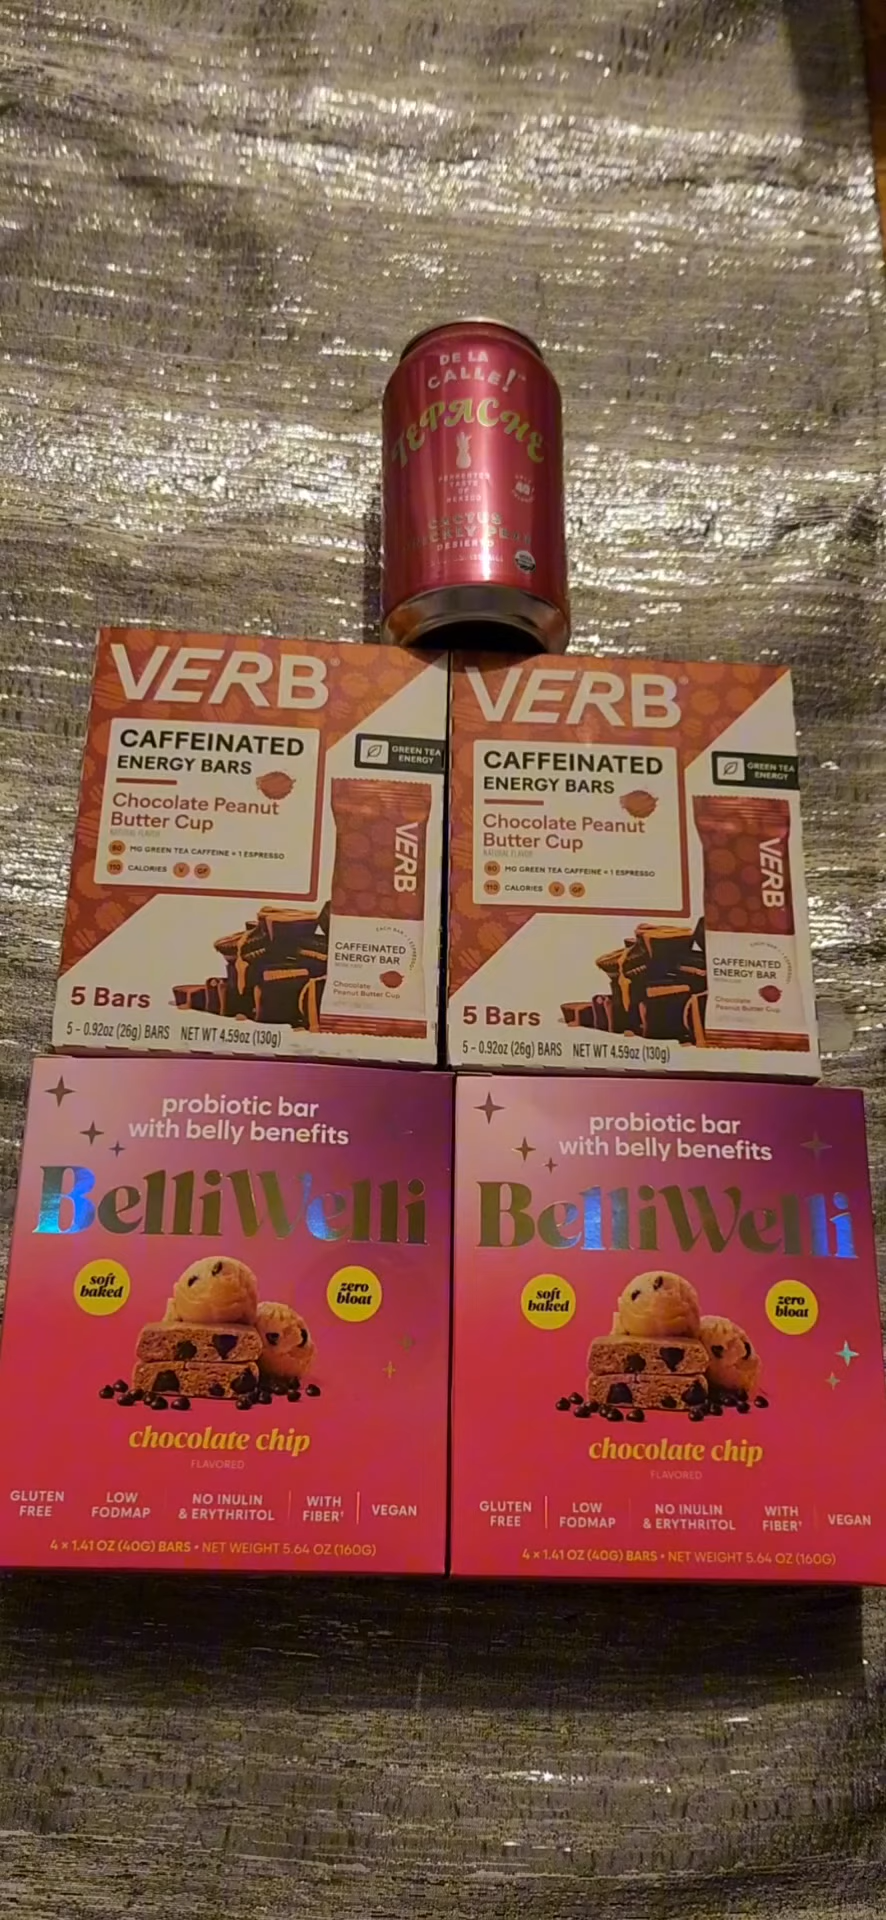 DE LA
CALLE!
TEPACHE
FERMENTED
TASTE
OF
MEXICO
CACTUS
PRICKLY PEAR
DESIERTO
VERB
CAFFEINATED
ENERGY BARS
Chocolate Peanut
Butter Cup
NATURAL FLAVOR
80 MG GREEN TEA CAFFEINE = 1 ESPRESSO
110 CALORIES V GF
GREEN TEA
ENERGY
VERB
CAFFEINATED
ENERGY BAR
Chocolate
Peanut Butter Cup
5 Bars
5 - 0.92oz (26g) BARS NET WT 4.59oz (130g)
VERB
CAFFEINATED
ENERGY BARS
Chocolate Peanut
Butter Cup
NATURAL FLAVOR
80 MG GREEN TEA CAFFEINE = 1 ESPRESSO
110 CALORIES V GF
GREEN TEA
ENERGY
VERB
CAFFEINATED
ENERGY BAR
Chocolate
Peanut Butter Cup
5 Bars
5 - 0.92oz (26g) BARS NET WT 4.59oz (130g)
probiotic bar
with belly benefits
BelliWelli
soft
baked
zero
bloat
chocolate chip
FLAVORED
GLUTEN FREE
LOW FODMAP
NO INULIN & ERYTHRITOL
WITH FIBER†
VEGAN
4 x 1.41 OZ (40G) BARS • NET WEIGHT 5.64 OZ (160G)
probiotic bar
with belly benefits
BelliWelli
soft
baked
zero
bloat
chocolate chip
FLAVORED
GLUTEN FREE
LOW FODMAP
NO INULIN & ERYTHRITOL
WITH FIBER†
VEGAN
4 x 1.41 OZ (40G) BARS • NET WEIGHT 5.64 OZ (160G)